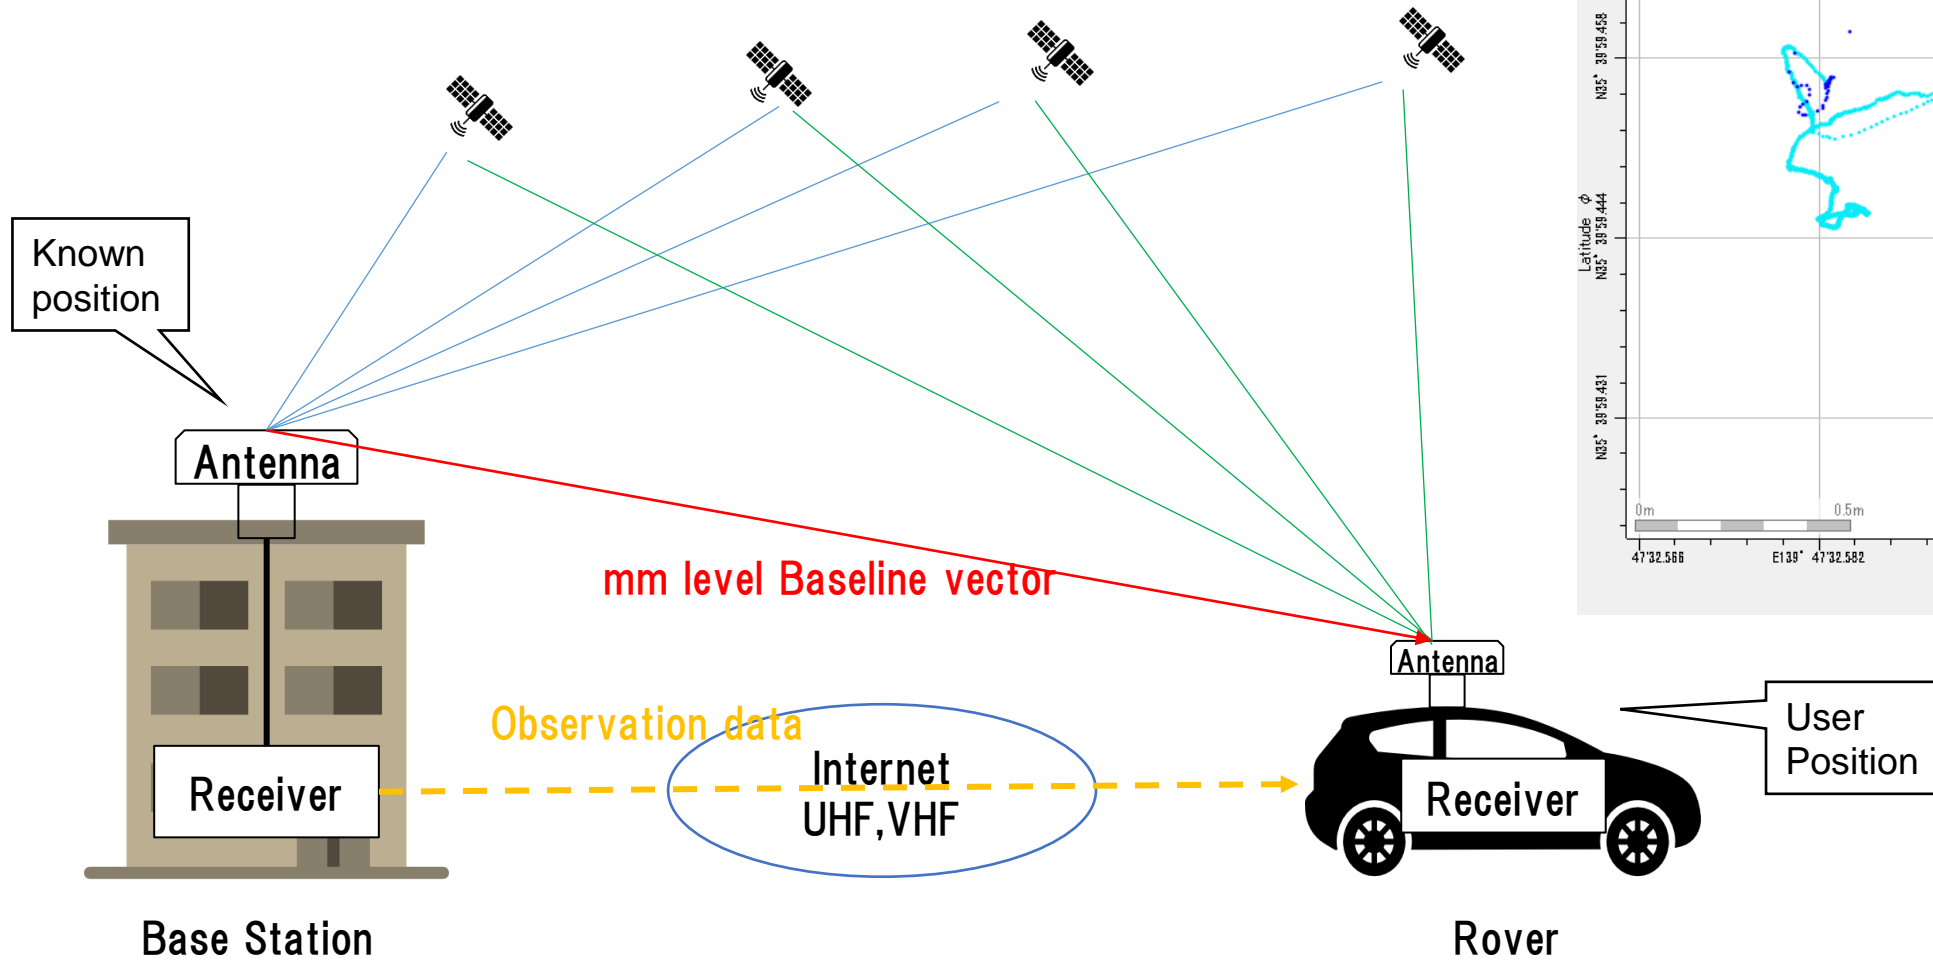 Known
position
Antenna
mm level Baseline vector
Observation data
Internet
UHF,VHF
Receiver
Base Station
Antenna
Receiver
User
Position
Rover
Latitude φ
N35° 39'59.458
N35° 39'59.444
N35° 39'59.431
0m 0.5m
47'32.566 E139° 47'32.582